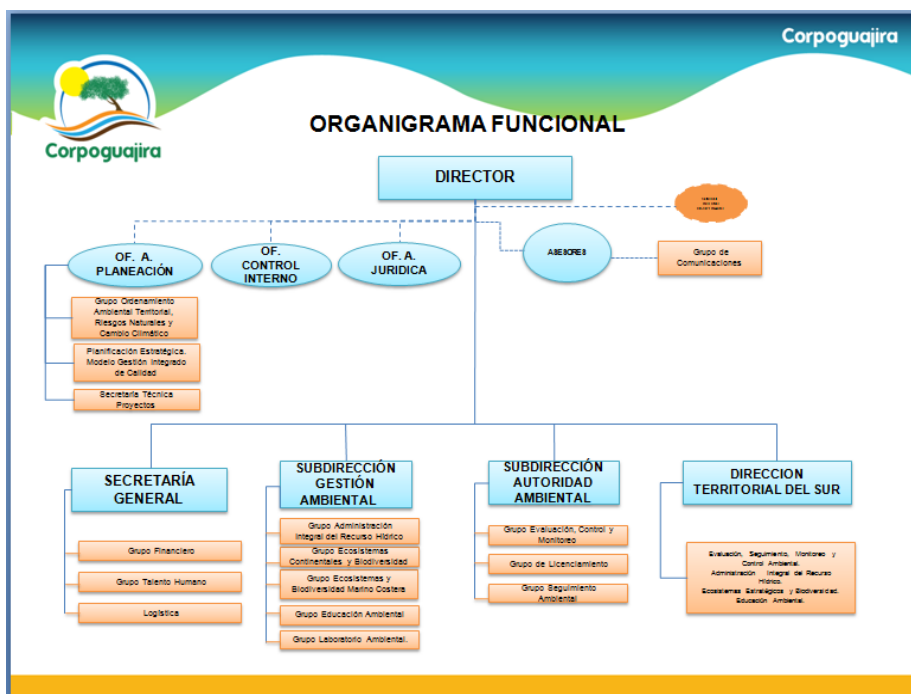 Corpoguajira
Corpoguajira
ORGANIGRAMA FUNCIONAL
DIRECTOR
OF. A.
PLANEACIÓN
OF.
CONTROL
INTERNO
OF. A.
JURIDICA
ASESORES
Grupo de
Comunicaciones
Grupo Ordenamiento
Ambiental Territorial,
Riesgos Naturales y
Cambio Climático
Planificación Estratégica.
Modelo Gestión Integrado
de Calidad
Secretaría Técnica
Proyectos
SECRETARÍA
GENERAL
Grupo Financiero
Grupo Talento Humano
Logística
SUBDIRECCIÓN
GESTIÓN
AMBIENTAL
Grupo Administración
Integral del Recurso Hídrico
Grupo Ecosistemas
Continentales y Biodiversidad
Grupo Ecosistemas y
Biodiversidad Marino Costera
Grupo Educación Ambiental
Grupo Laboratorio Ambiental.
SUBDIRECCIÓN
AUTORIDAD
AMBIENTAL
Grupo Evaluación, Control y
Monitoreo
Grupo de Licenciamiento
Grupo Seguimiento
Ambiental
DIRECCION
TERRITORIAL DEL SUR
Evaluación, Seguimiento, Monitoreo y
Control Ambiental.
Administración Integral del Recurso
Hídrico.
Ecosistemas Estratégicos y Biodiversidad.
Educación Ambiental.